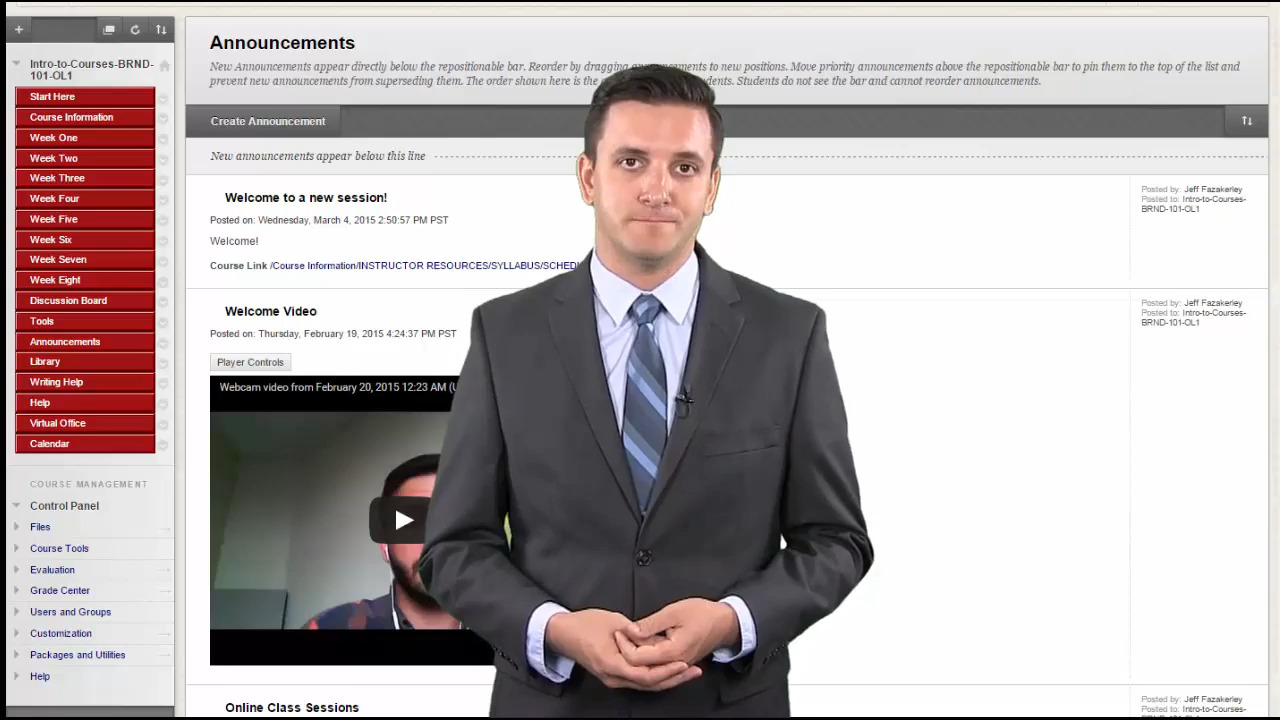 Intro-to-Courses-BRND-
101-OL1
Start Here
Course Information
Week One
Week Two
Week Three
Week Four
Week Five
Week Six
Week Seven
Week Eight
Discussion Board
Tools
Announcements
Library
Writing Help
Help
Virtual Office
Calendar
COURSE MANAGEMENT
Control Panel
Files
Course Tools
Evaluation
Grade Center
Users and Groups
Customization
Packages and Utilities
Help
Announcements
New Announcements appear directly below the repositionable bar. Reorder by dragging announcements to new positions. Move priority announcements above the repositionable bar to pin them to the top of the list and
prevent new announcements from superseding them. The order shown here is the students. Students do not see the bar and cannot reorder announcements.
Create Announcement
New announcements appear below this line
Welcome to a new session!
Posted on: Wednesday, March 4, 2015 2:50:57 PM PST
Welcome!
Course Link /Course Information/INSTRUCTOR RESOURCES/SYLLABUS/SCHED
Posted by: Jeff Fazakerley
Posted to: Intro-to-Courses-
BRND-101-OL1
Welcome Video
Posted on: Thursday, February 19, 2015 4:24:37 PM PST
Player Controls
Webcam video from February 20, 2015 12:23 AM (U
Posted by: Jeff Fazakerley
Posted to: Intro-to-Courses-
BRND-101-OL1
Online Class Sessions
Posted by: Jeff Fazakerley
Posted to: Intro-to-Courses-